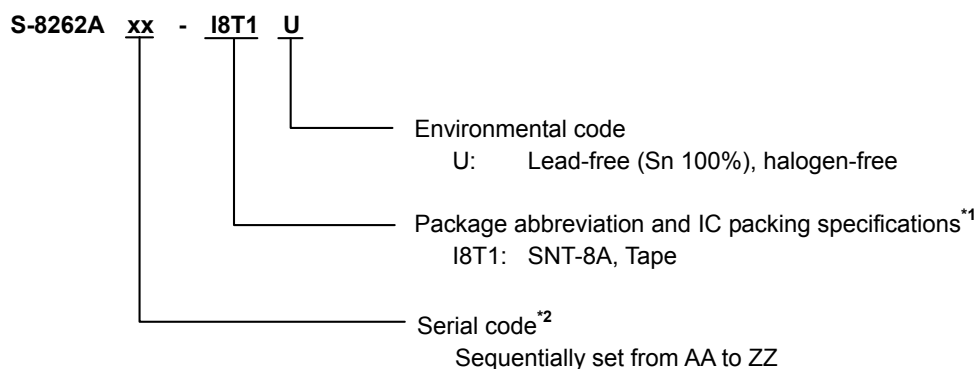 S-8262A xx - I8T1 U
Environmental code
U: Lead-free (Sn 100%), halogen-free
Package abbreviation and IC packing specifications*1
I8T1: SNT-8A, Tape
Serial code*2
Sequentially set from AA to ZZ